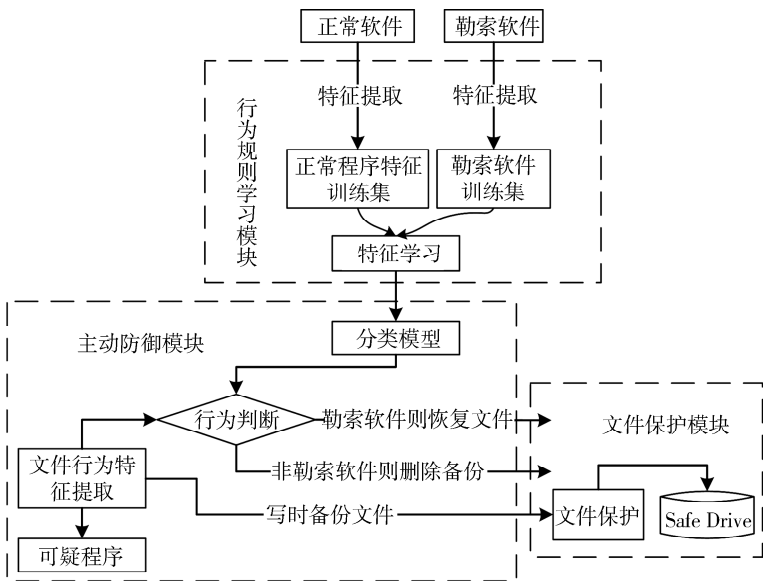 正常软件
勒索软件
特征提取
特征提取
行为规则学习模块
正常程序特征
训练集
勒索软件
训练集
特征学习
分类模型
主动防御模块
行为判断
勒索软件则恢复文件
文件保护模块
文件行为特
征提取
非勒索软件则删除备份
写时备份文件
文件保护
Safe Drive
可疑程序